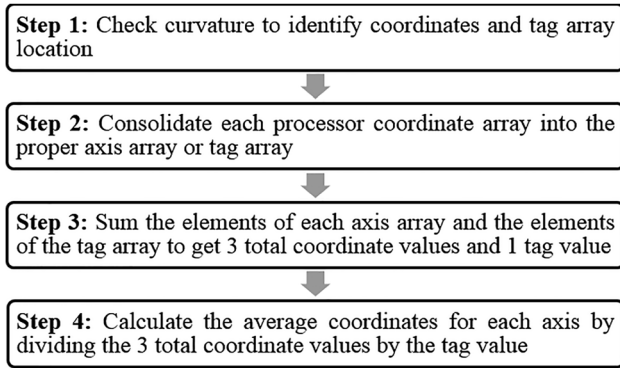 Step 1: Check curvature to identify coordinates and tag array
location
Step 2: Consolidate each processor coordinate array into the
proper axis array or tag array
Step 3: Sum the elements of each axis array and the elements
of the tag array to get 3 total coordinate values and 1 tag value
Step 4: Calculate the average coordinates for each axis by
dividing the 3 total coordinate values by the tag value